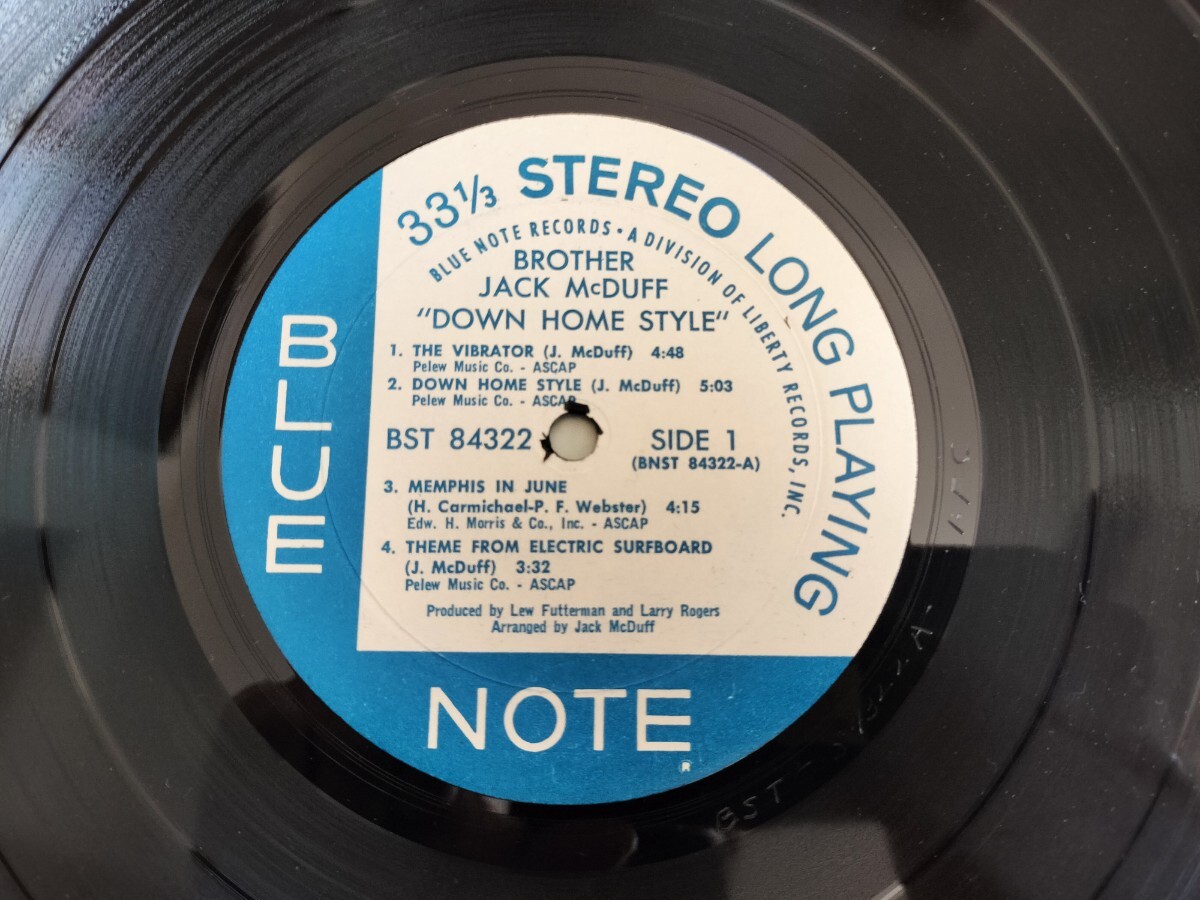 33⅓ STEREO LONG PLAYING
BLUE NOTE RECORDS • A DIVISION OF LIBERTY RECORDS, INC.
BROTHER
JACK McDUFF
"DOWN HOME STYLE"
1. THE VIBRATOR (J. McDuff) 4:48
Pelew Music Co. - ASCAP
2. DOWN HOME STYLE (J. McDuff) 5:03
Pelew Music Co. - ASCAP
BST 84322 SIDE 1
(BNST 84322-A)
3. MEMPHIS IN JUNE
(H. Carmichael-P. F. Webster) 4:15
Edw. H. Morris & Co., Inc. - ASCAP
4. THEME FROM ELECTRIC SURFBOARD
(J. McDuff) 3:32
Pelew Music Co. - ASCAP
Produced by Lew Futterman and Larry Rogers
Arranged by Jack McDuff
BLUE
NOTE
®
BST